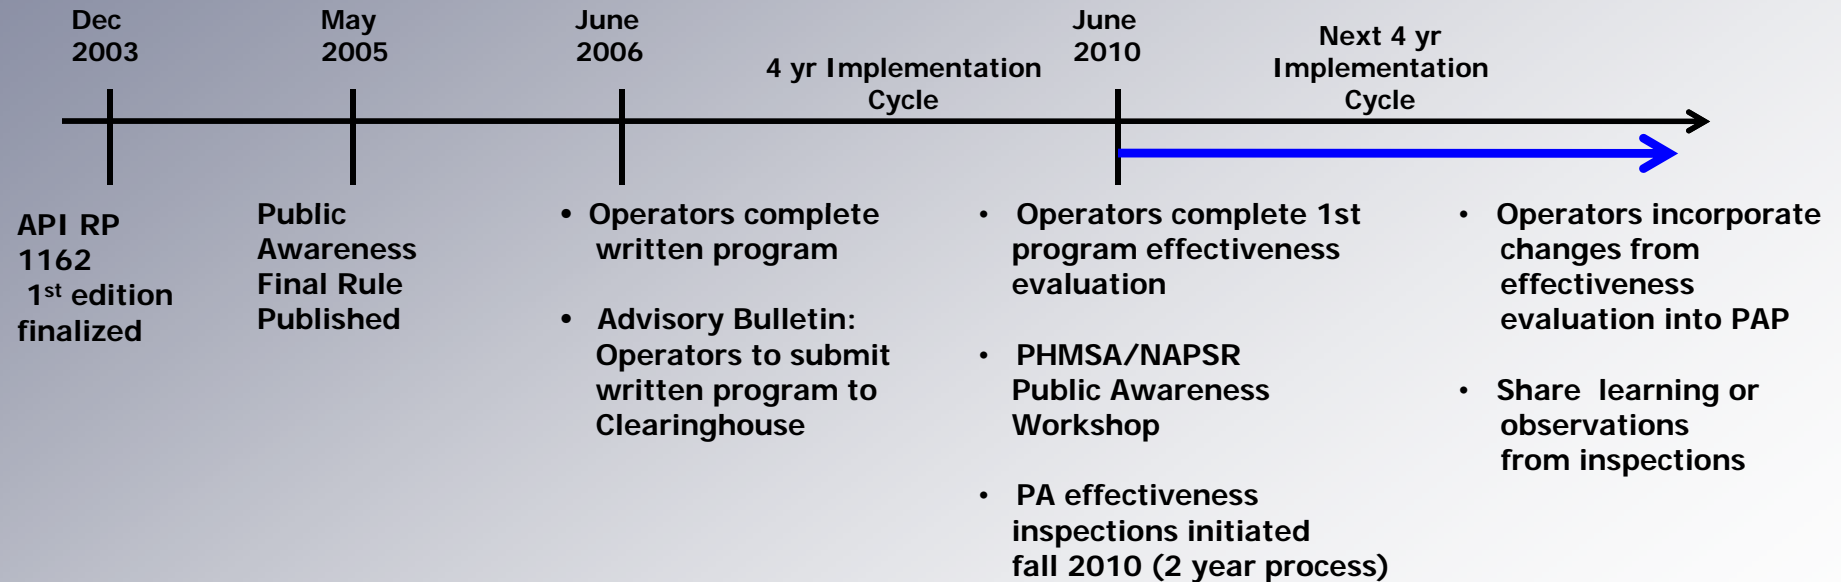 Dec
2003
May
2005
June
2006
4 yr Implementation
Cycle
June
2010
Next 4 yr
Implementation
Cycle
API RP
1162
1st edition
finalized
Public
Awareness
Final Rule
Published
• Operators complete
written program
• Advisory Bulletin:
Operators to submit
written program to
Clearinghouse
• Operators complete 1st
program effectiveness
evaluation
• PHMSA/NAPSR
Public Awareness
Workshop
• PA effectiveness
inspections initiated
fall 2010 (2 year process)
• Operators incorporate
changes from
effectiveness
evaluation into PAP
• Share learning or
observations
from inspections